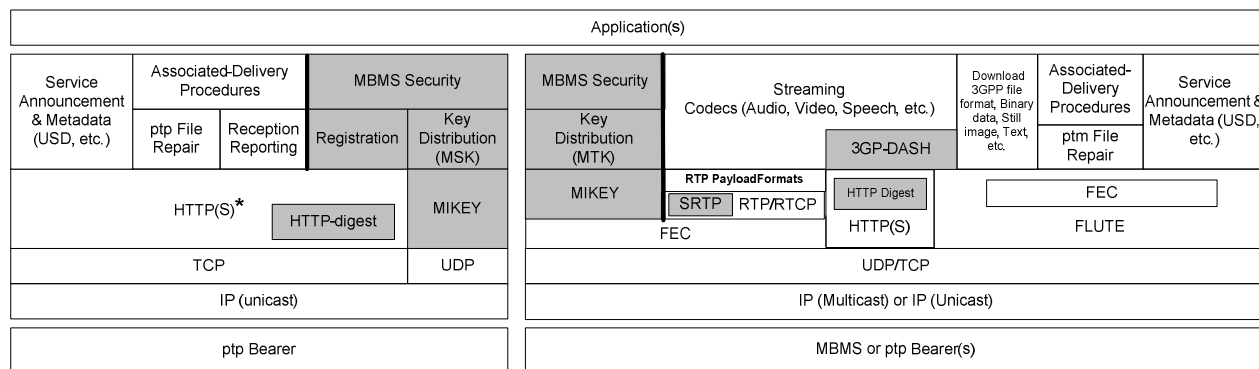 Application(s)
Service
Announcement
& Metadata
(USD, etc.)
Associated-Delivery
Procedures
ptp File
Repair
Reception
Reporting
MBMS Security
Registration
Key
Distribution
(MSK)
HTTP(S)*
HTTP-digest
MIKEY
TCP
UDP
IP (unicast)
ptp Bearer
MBMS Security
Key
Distribution
(MTK)
MIKEY
Streaming
Codecs (Audio, Video, Speech, etc.)
3GP-DASH
RTP PayloadFormats
SRTP
RTP/RTCP
FEC
HTTP Digest
HTTP(S)
Download
3GPP file
format, Binary
data, Still
image, Text,
etc.
Associated-
Delivery
Procedures
ptm File
Repair
Service
Announcement &
Metadata (USD,
etc.)
FEC
FLUTE
UDP/TCP
IP (Multicast) or IP (Unicast)
MBMS or ptp Bearer(s)